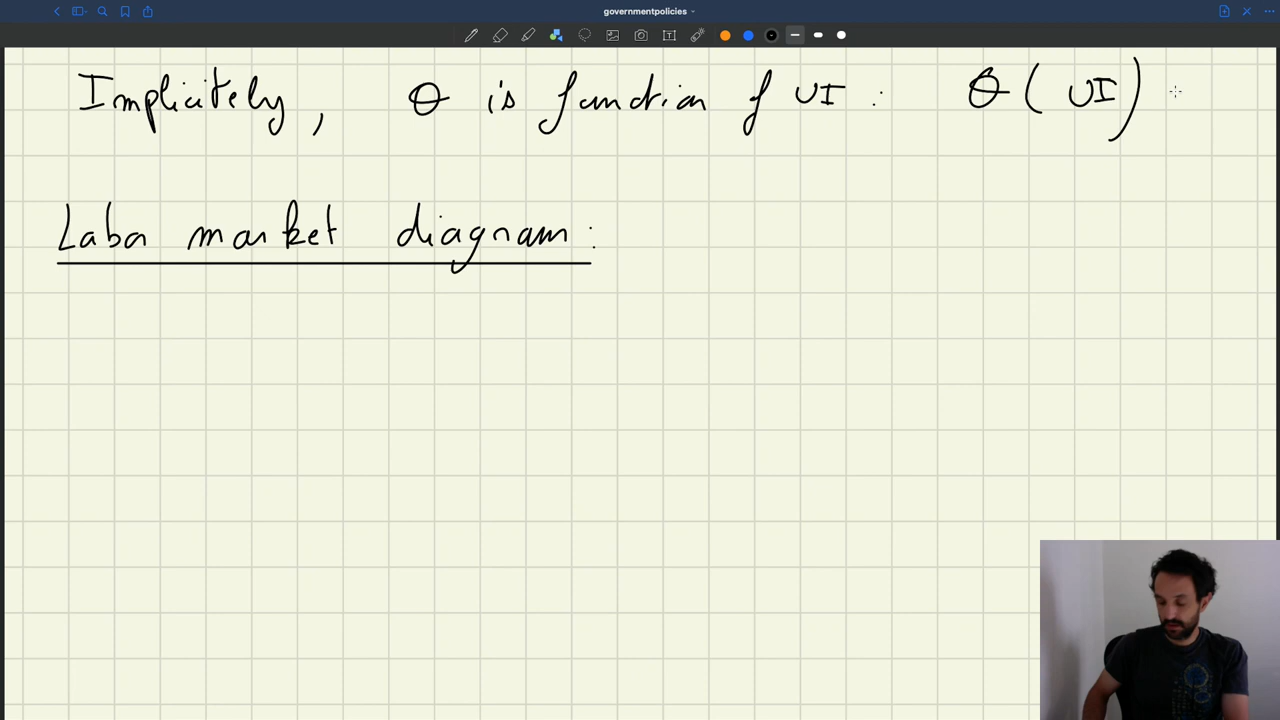 governmentpolicies
Implicitely, θ is function of UI : θ(UI)
Labor market diagram: